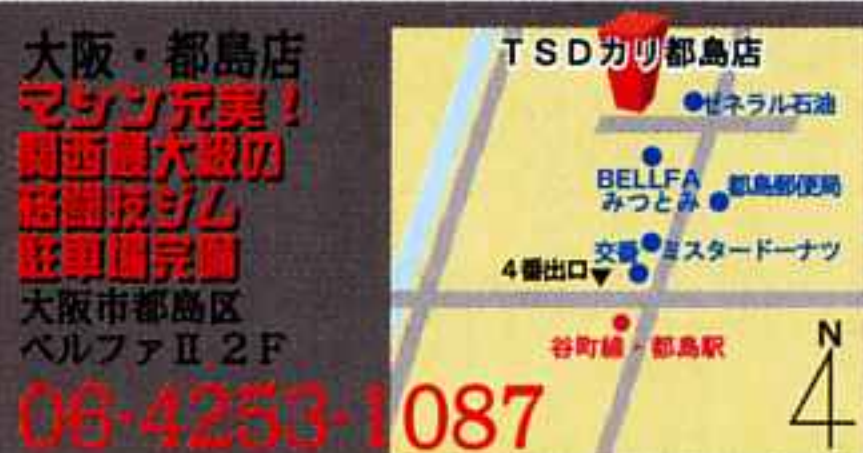 大阪・都島店
マシン充実！
関西最大級の
格闘技ジム
駐車場完備
大阪市都島区
ベルファⅡ 2F
06-4253-1087
TSDカリ都島店
ゼネラル石油
BELLFA
みつとみ
都島郵便局
交番
ミスタードーナツ
4番出口▼
谷町線・都島駅
N